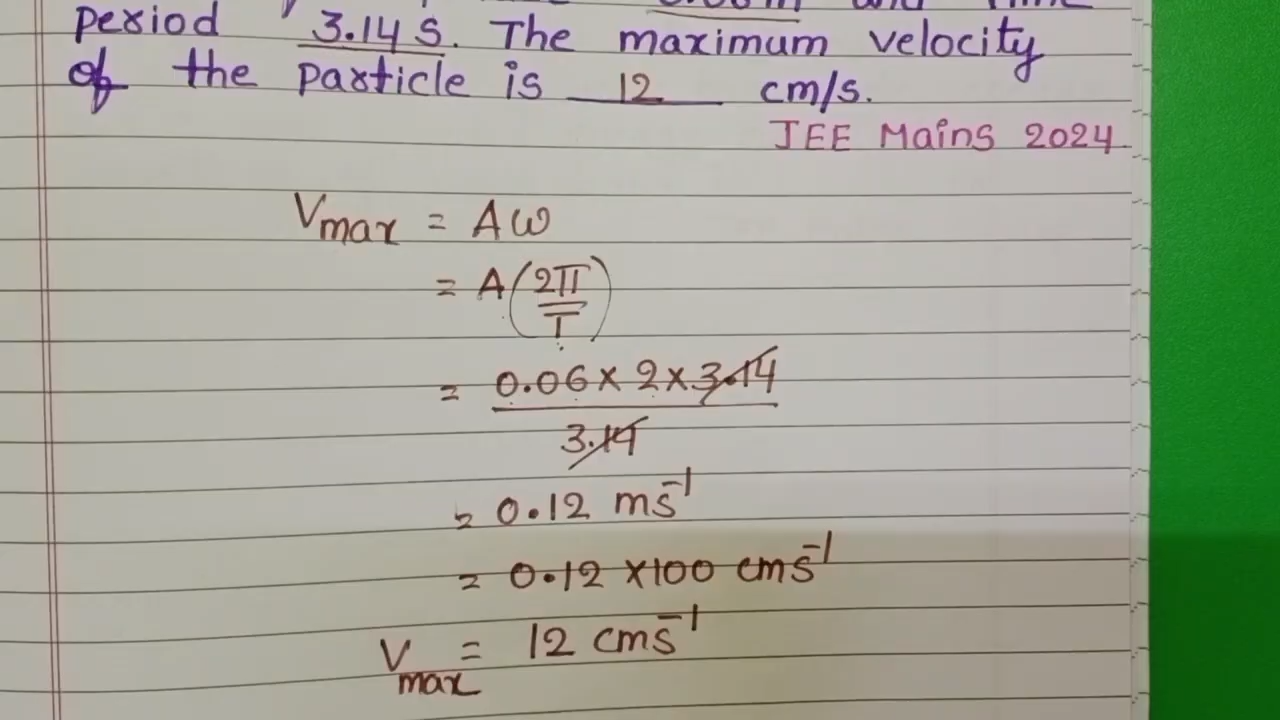 period 3.14 s. The maximum velocity
of the particle is 12 cm/s.
JEE Mains 2024
Vmax = Aω
= A(2π/T)
= 0.06 × 2 × 3.14 / 3.14
= 0.12 ms⁻¹
= 0.12 × 100 cms⁻¹
Vmax = 12 cms⁻¹